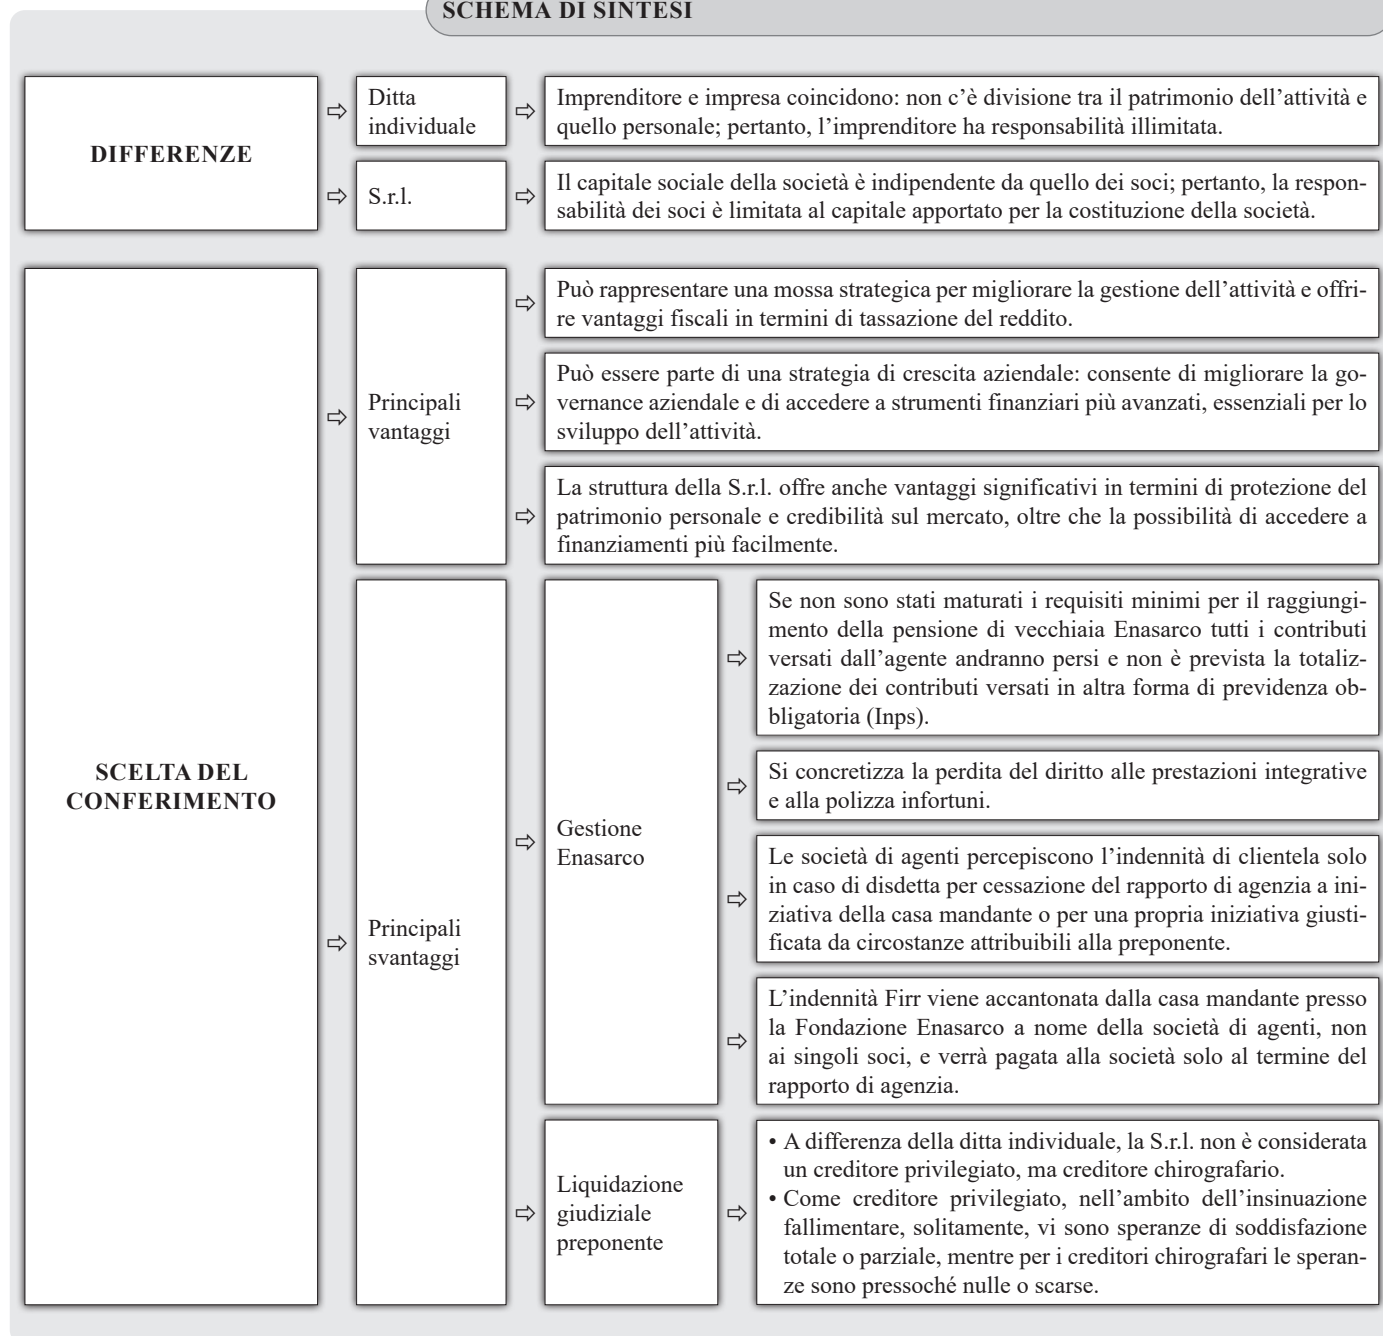 SCHEMA DI SINTESI
DIFFERENZE
Ditta
individuale
Imprenditore e impresa coincidono: non c’è divisione tra il patrimonio dell’attività e
quello personale; pertanto, l’imprenditore ha responsabilità illimitata.
S.r.l.
Il capitale sociale della società è indipendente da quello dei soci; pertanto, la respon-
sabilità dei soci è limitata al capitale apportato per la costituzione della società.
SCELTA DEL
CONFERIMENTO
Principali
vantaggi
Può rappresentare una mossa strategica per migliorare la gestione dell’attività e offri-
re vantaggi fiscali in termini di tassazione del reddito.
Può essere parte di una strategia di crescita aziendale: consente di migliorare la go-
vernance aziendale e di accedere a strumenti finanziari più avanzati, essenziali per lo
sviluppo dell’attività.
La struttura della S.r.l. offre anche vantaggi significativi in termini di protezione del
patrimonio personale e credibilità sul mercato, oltre che la possibilità di accedere a
finanziamenti più facilmente.
Principali
svantaggi
Gestione
Enasarco
Se non sono stati maturati i requisiti minimi per il raggiungi-
mento della pensione di vecchiaia Enasarco tutti i contributi
versati dall’agente andranno persi e non è prevista la totaliz-
zazione dei contributi versati in altra forma di previdenza ob-
bligatoria (Inps).
Si concretizza la perdita del diritto alle prestazioni integrative
e alla polizza infortuni.
Le società di agenti percepiscono l’indennità di clientela solo
in caso di disdetta per cessazione del rapporto di agenzia a ini-
ziativa della casa mandante o per una propria iniziativa giusti-
ficata da circostanze attribuibili alla preponente.
L’indennità Firr viene accantonata dalla casa mandante presso
la Fondazione Enasarco a nome della società di agenti, non
ai singoli soci, e verrà pagata alla società solo al termine del
rapporto di agenzia.
Liquidazione
giudiziale
preponente
• A differenza della ditta individuale, la S.r.l. non è considerata
un creditore privilegiato, ma creditore chirografario.
• Come creditore privilegiato, nell’ambito dell’insinuazione
fallimentare, solitamente, vi sono speranze di soddisfazione
totale o parziale, mentre per i creditori chirografari le speran-
ze sono pressoché nulle o scarse.